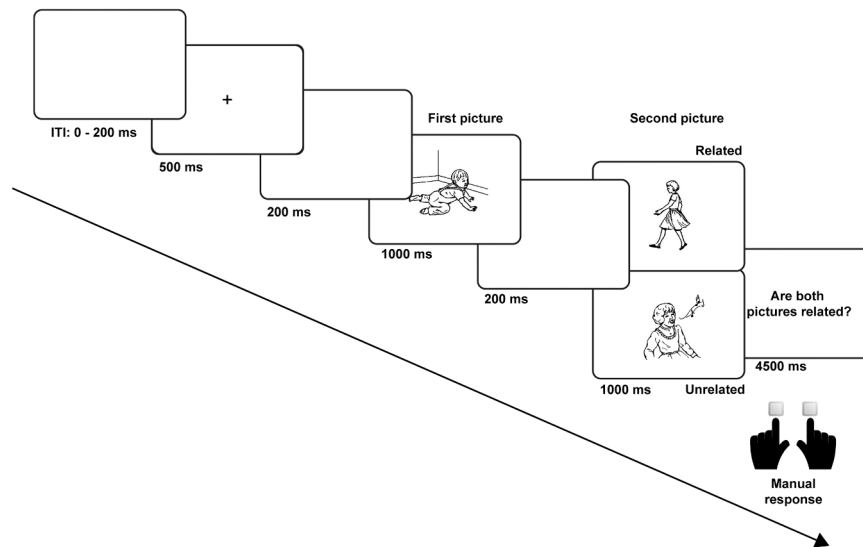 ITI: 0 - 200 ms
+
500 ms
200 ms
First picture
1000 ms
200 ms
Second picture
Related
1000 ms
Unrelated
Are both
pictures related?
4500 ms
Manual
response